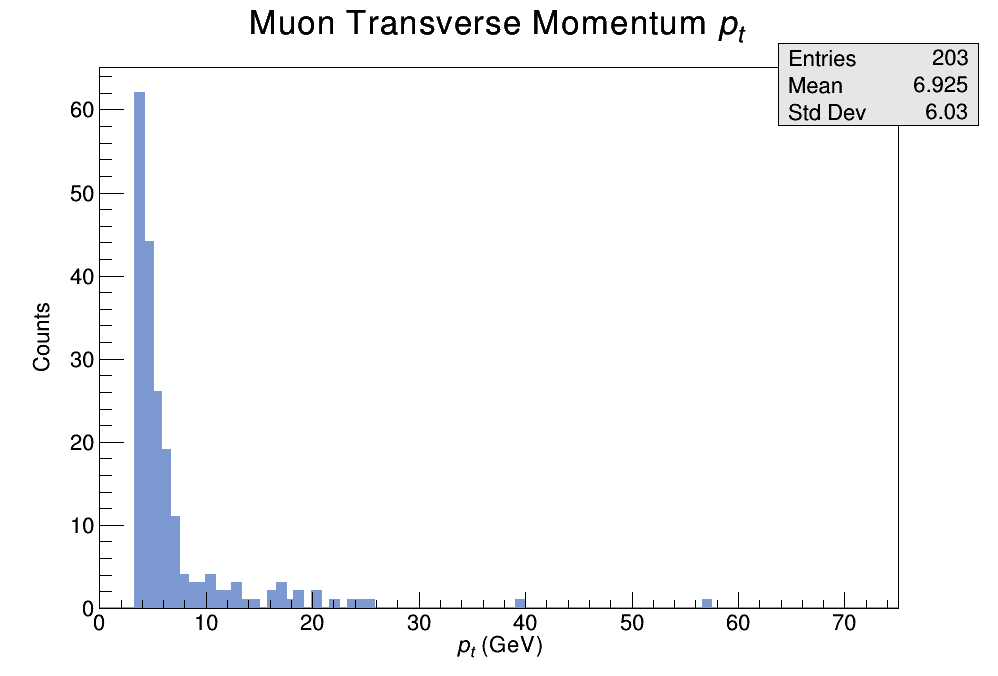 Muon Transverse Momentum pt
Entries 203
Mean 6.925
Std Dev 6.03
60
50
40
30
20
10
0
Counts
0 10 20 30 40 50 60 70
pt (GeV)